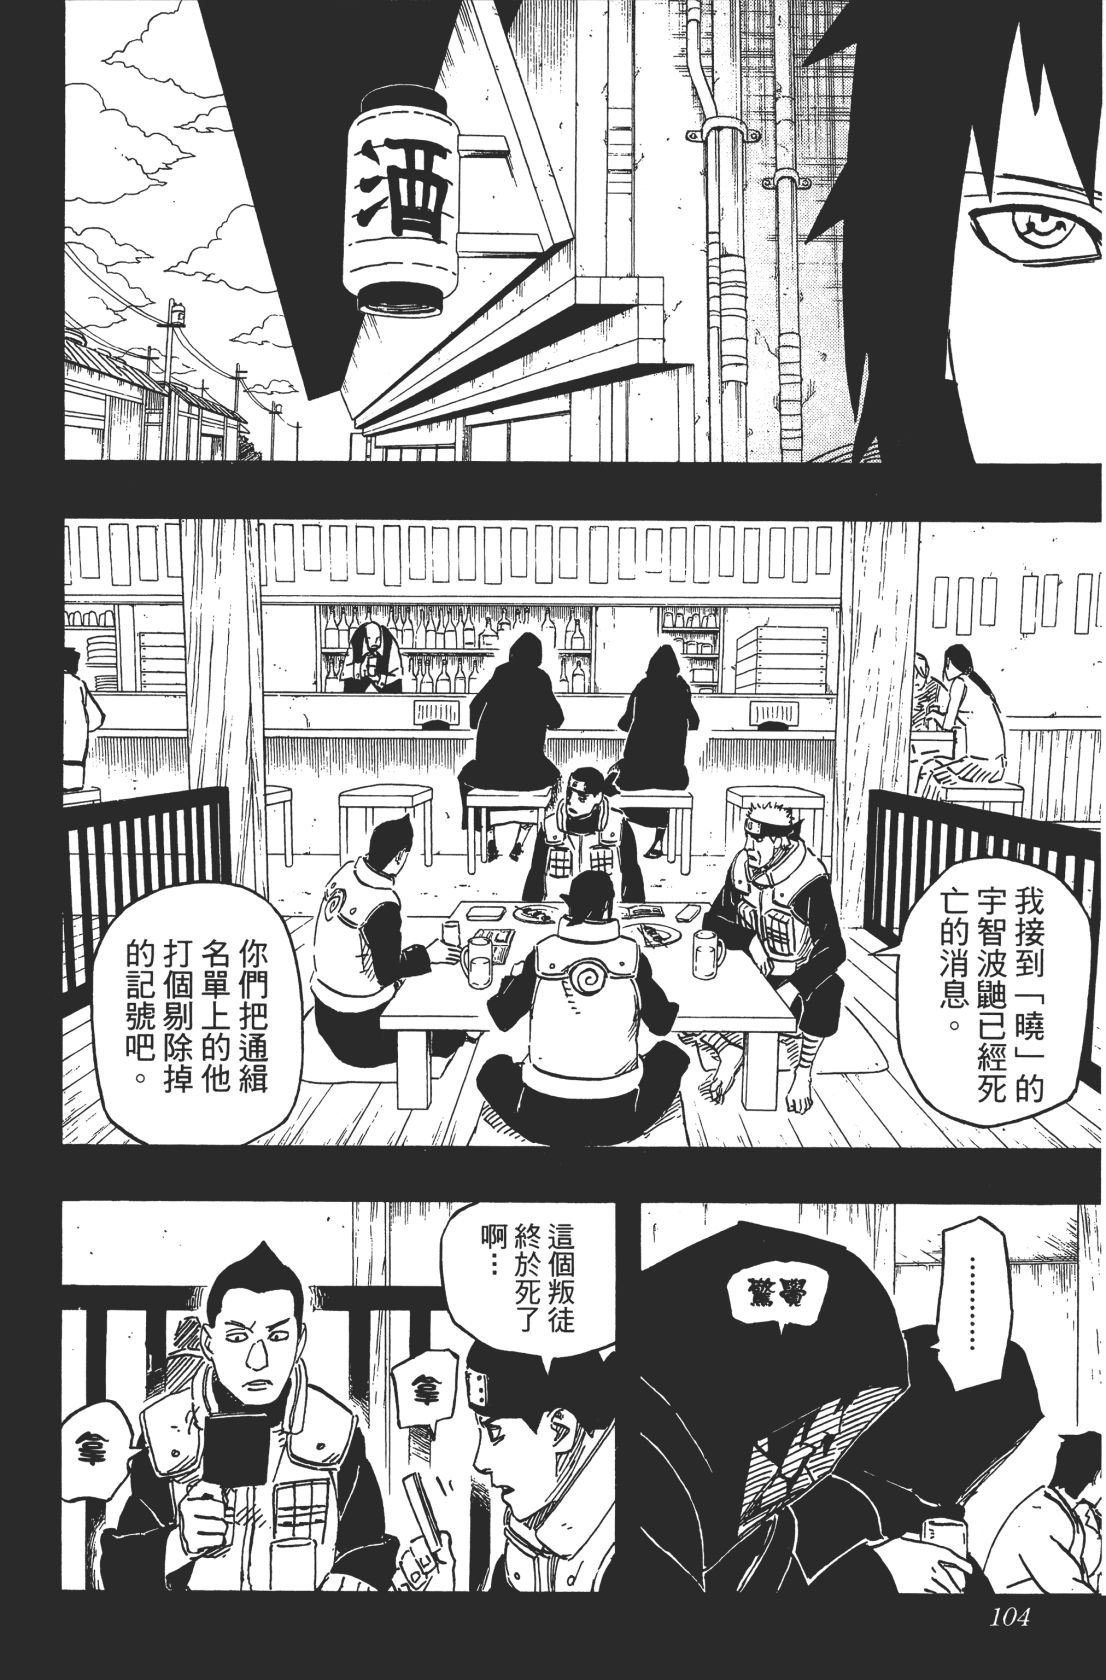 酒
我接到「曉」的
宇智波鼬已經死
亡的消息。
你們把通緝
名單上的他
打個剔除掉
的記號吧。
………
驚覺
這個叛徒
終於死了
啊…
拿
拿
104